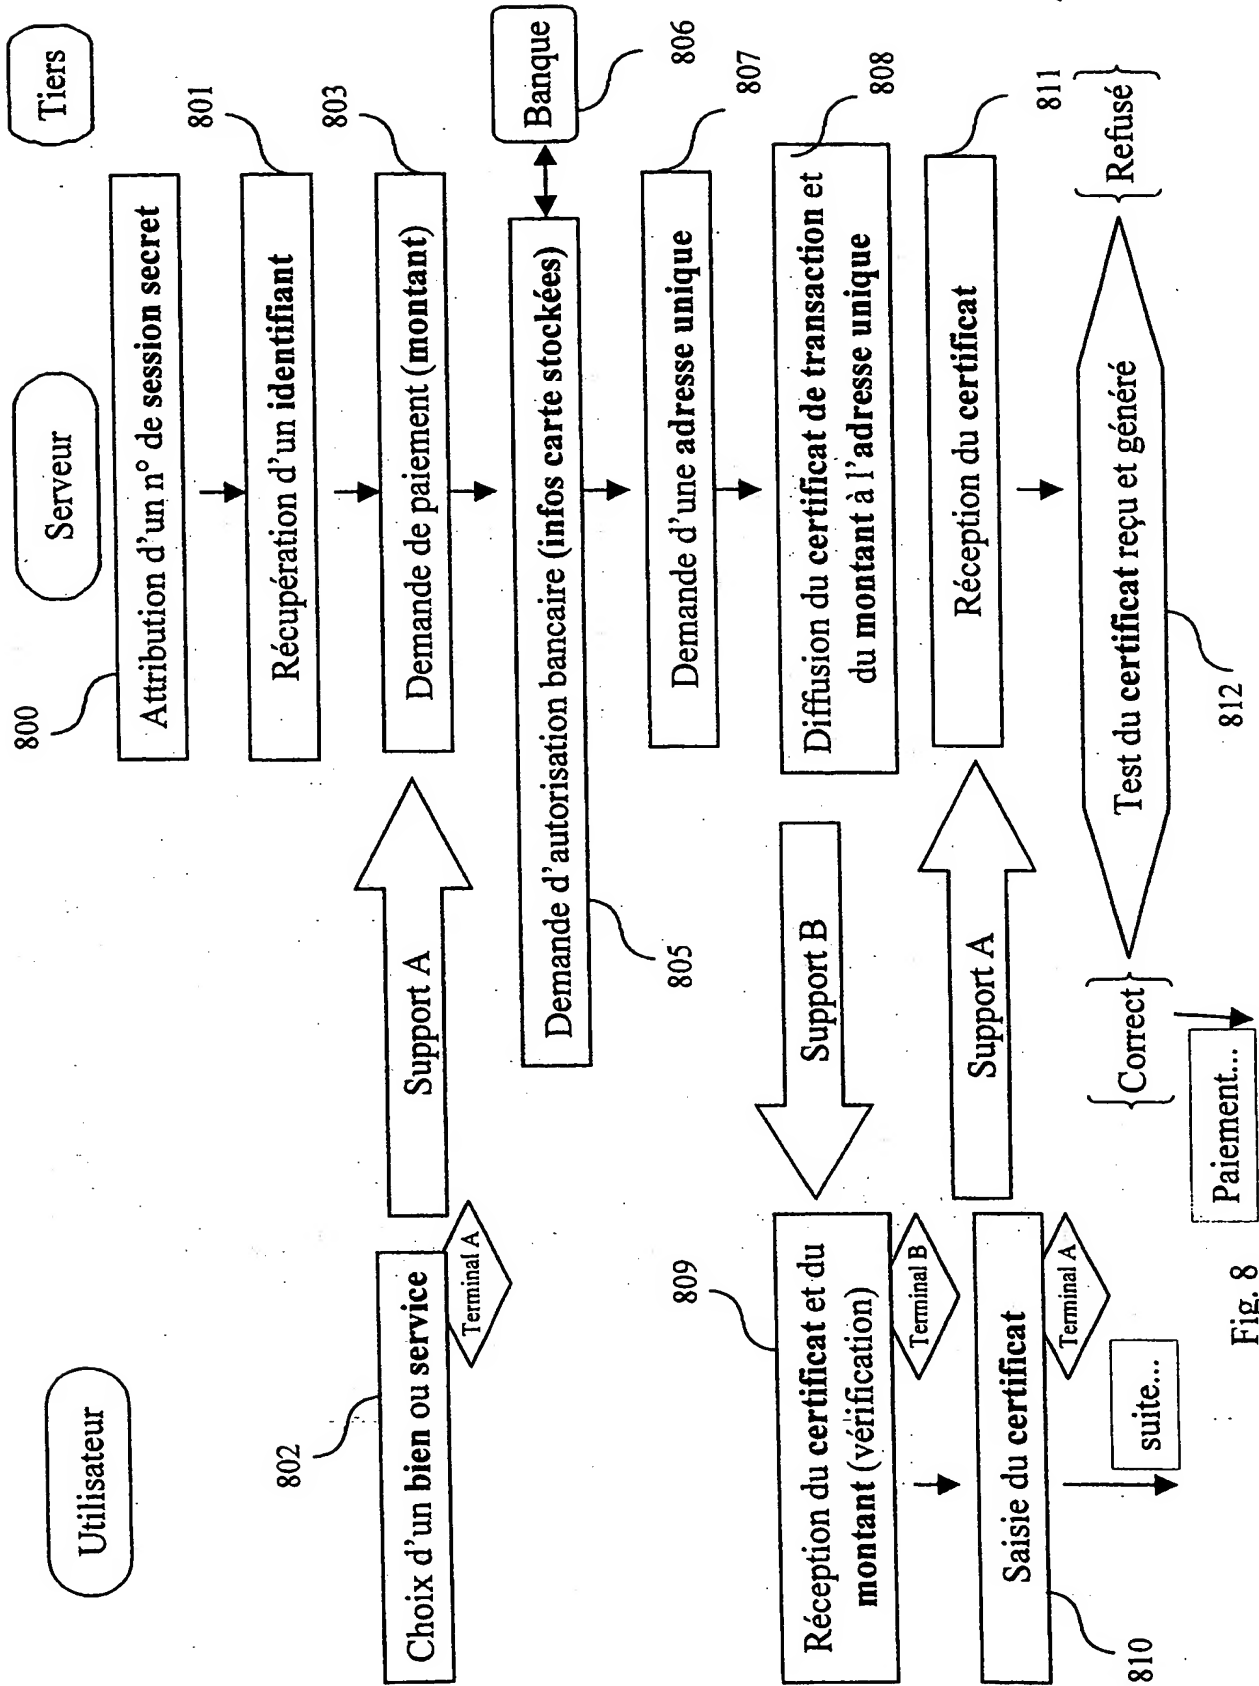 Utilisateur
Serveur
Tiers
800
Attribution d'un n° de session secret
801
Récupération d'un identifiant
802
Choix d'un bien ou service
Terminal A
Support A
803
Demande de paiement (montant)
805
Demande d'autorisation bancaire (infos carte stockées)
Banque
806
807
Demande d'une adresse unique
808
Diffusion du certificat de transaction et
du montant à l'adresse unique
Support B
809
Réception du certificat et du
montant (vérification)
Terminal B
810
Saisie du certificat
Terminal A
Support A
811
Réception du certificat
812
Test du certificat reçu et généré
{Correct}
{Refusé}
suite...
Paiement...
Fig. 8